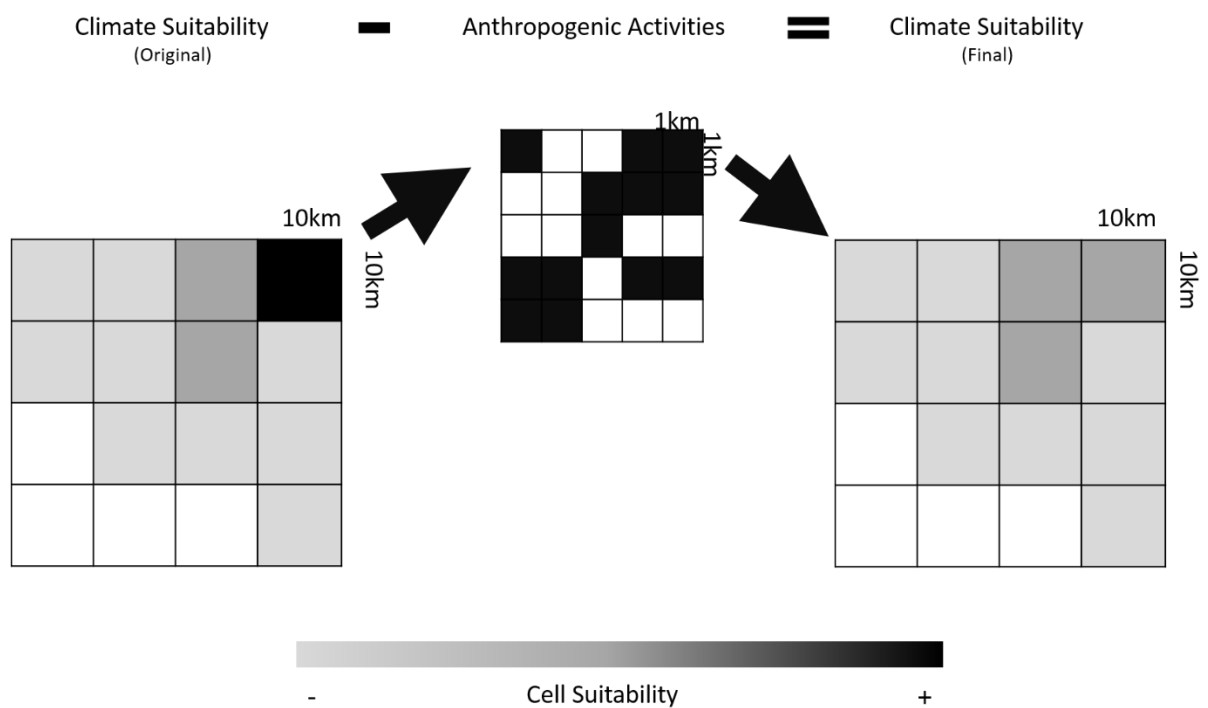 Climate Suitability
(Original)
Anthropogenic Activities
Climate Suitability
(Final)
1km
1km
10km
10km
10km
10km
- Cell Suitability +